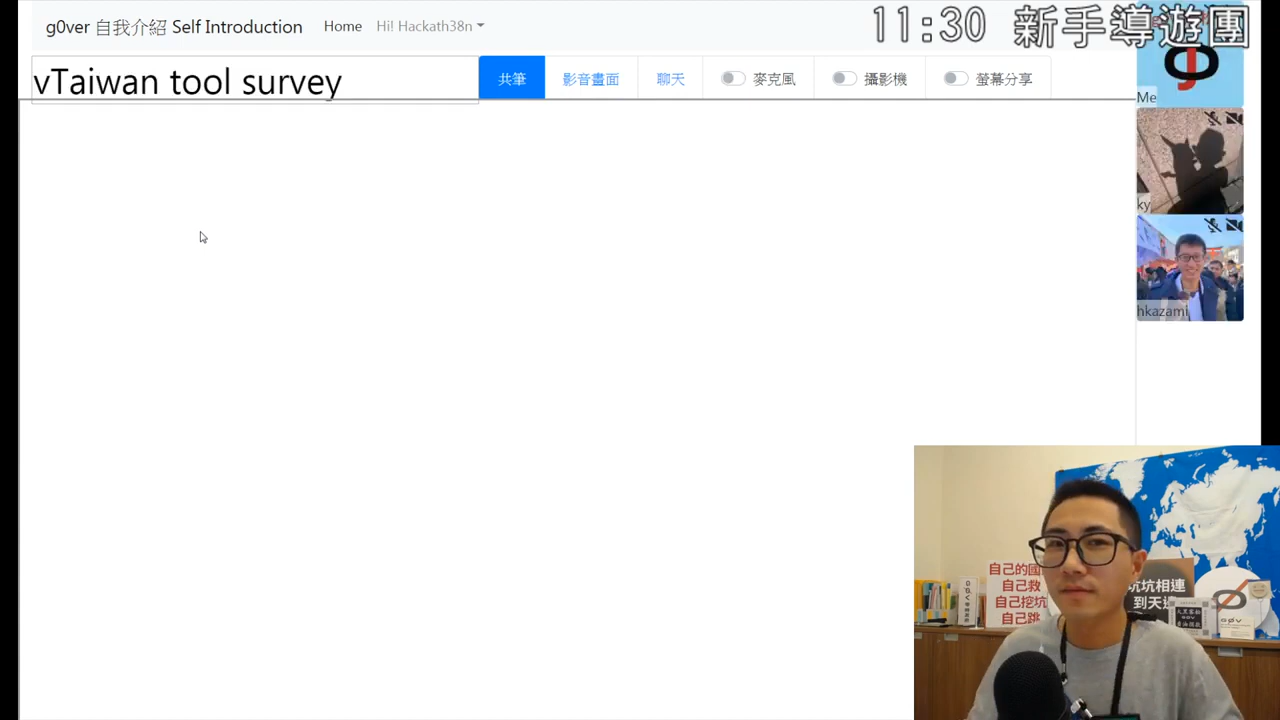 g0ver 自我介紹 Self Introduction
Home
Hi! Hackath38n
11:30 新手導遊團
vTaiwan tool survey
共筆
影音畫面
聊天
麥克風
攝影機
螢幕分享
Me
ky
hkazami
自己的國
自己救
自己挖坑
自己跳
坑坑相連
到天